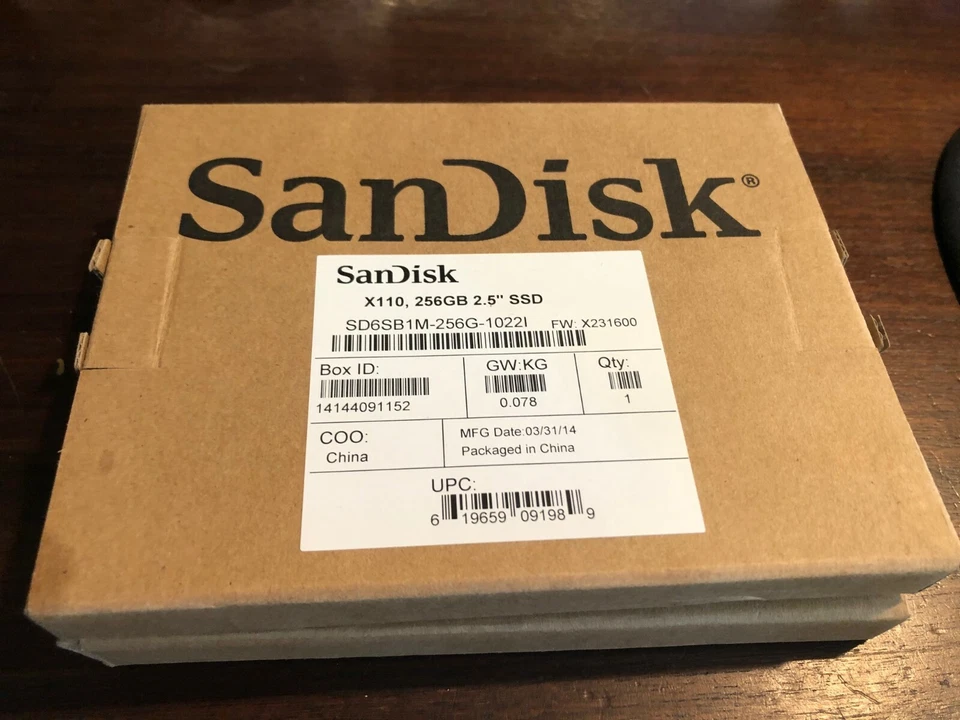 SanDisk®
SanDisk
X110, 256GB 2.5" SSD
SD6SB1M-256G-1022I FW: X231600
Box ID:
14144091152
GW:KG
0.078
Qty:
1
COO:
China
MFG Date:03/31/14
Packaged in China
UPC:
6 19659 09198 9